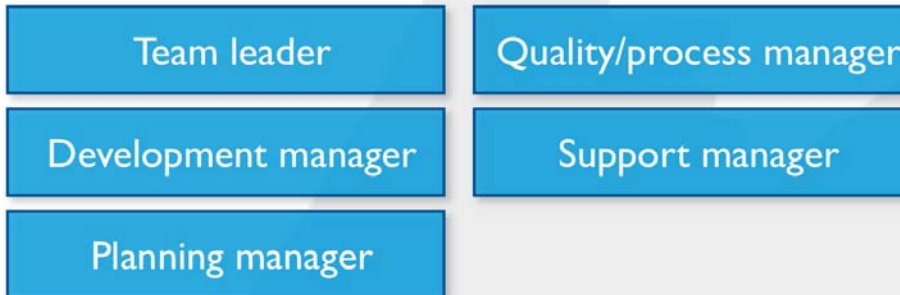 Team leader
Quality/process manager
Development manager
Support manager
Planning manager